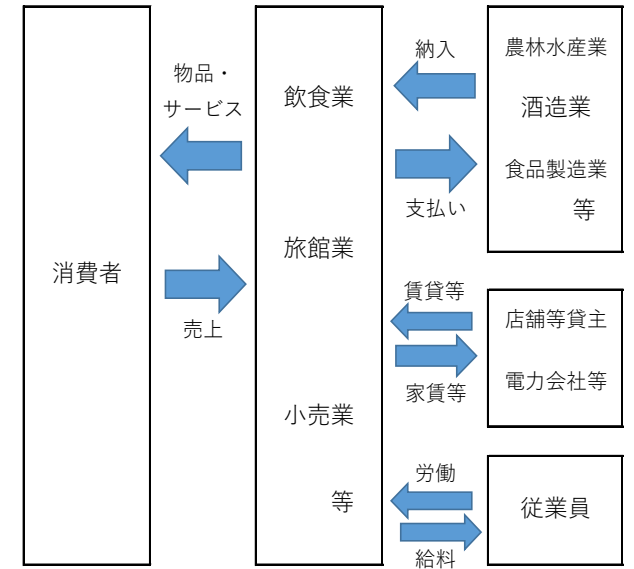 消費者
物品・
サービス
売上
飲食業
旅館業
小売業
等
納入
支払い
賃貸等
家賃等
労働
給料
農林水産業
酒造業
食品製造業
等
店舗等貸主
電力会社等
従業員